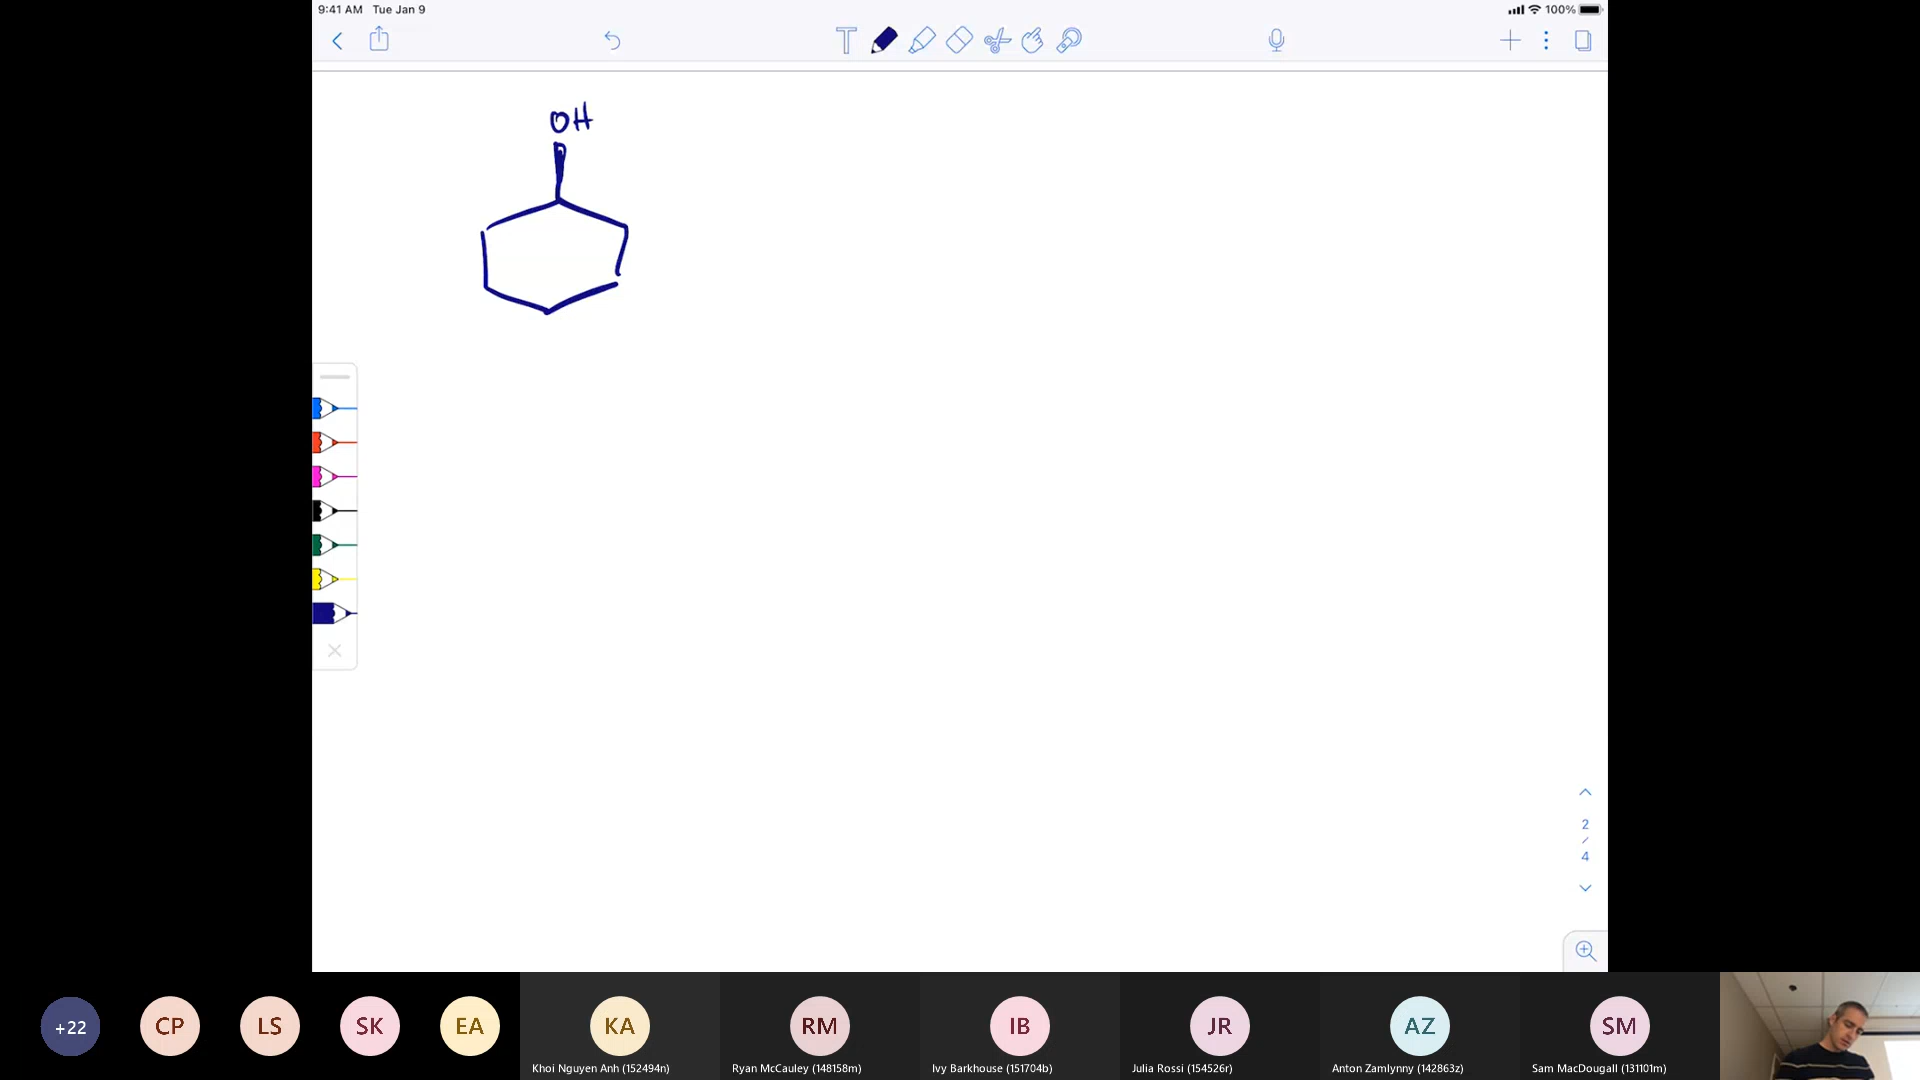 9:41 AM Tue Jan 9
100%
T
OH
2
4
+22
CP
LS
SK
EA
KA
RM
IB
JR
AZ
SM
Khoi Nguyen Anh (152494n)
Ryan McCauley (148158m)
Ivy Barkhouse (151704b)
Julia Rossi (154526r)
Anton Zamlynny (142863z)
Sam MacDougall (131101m)